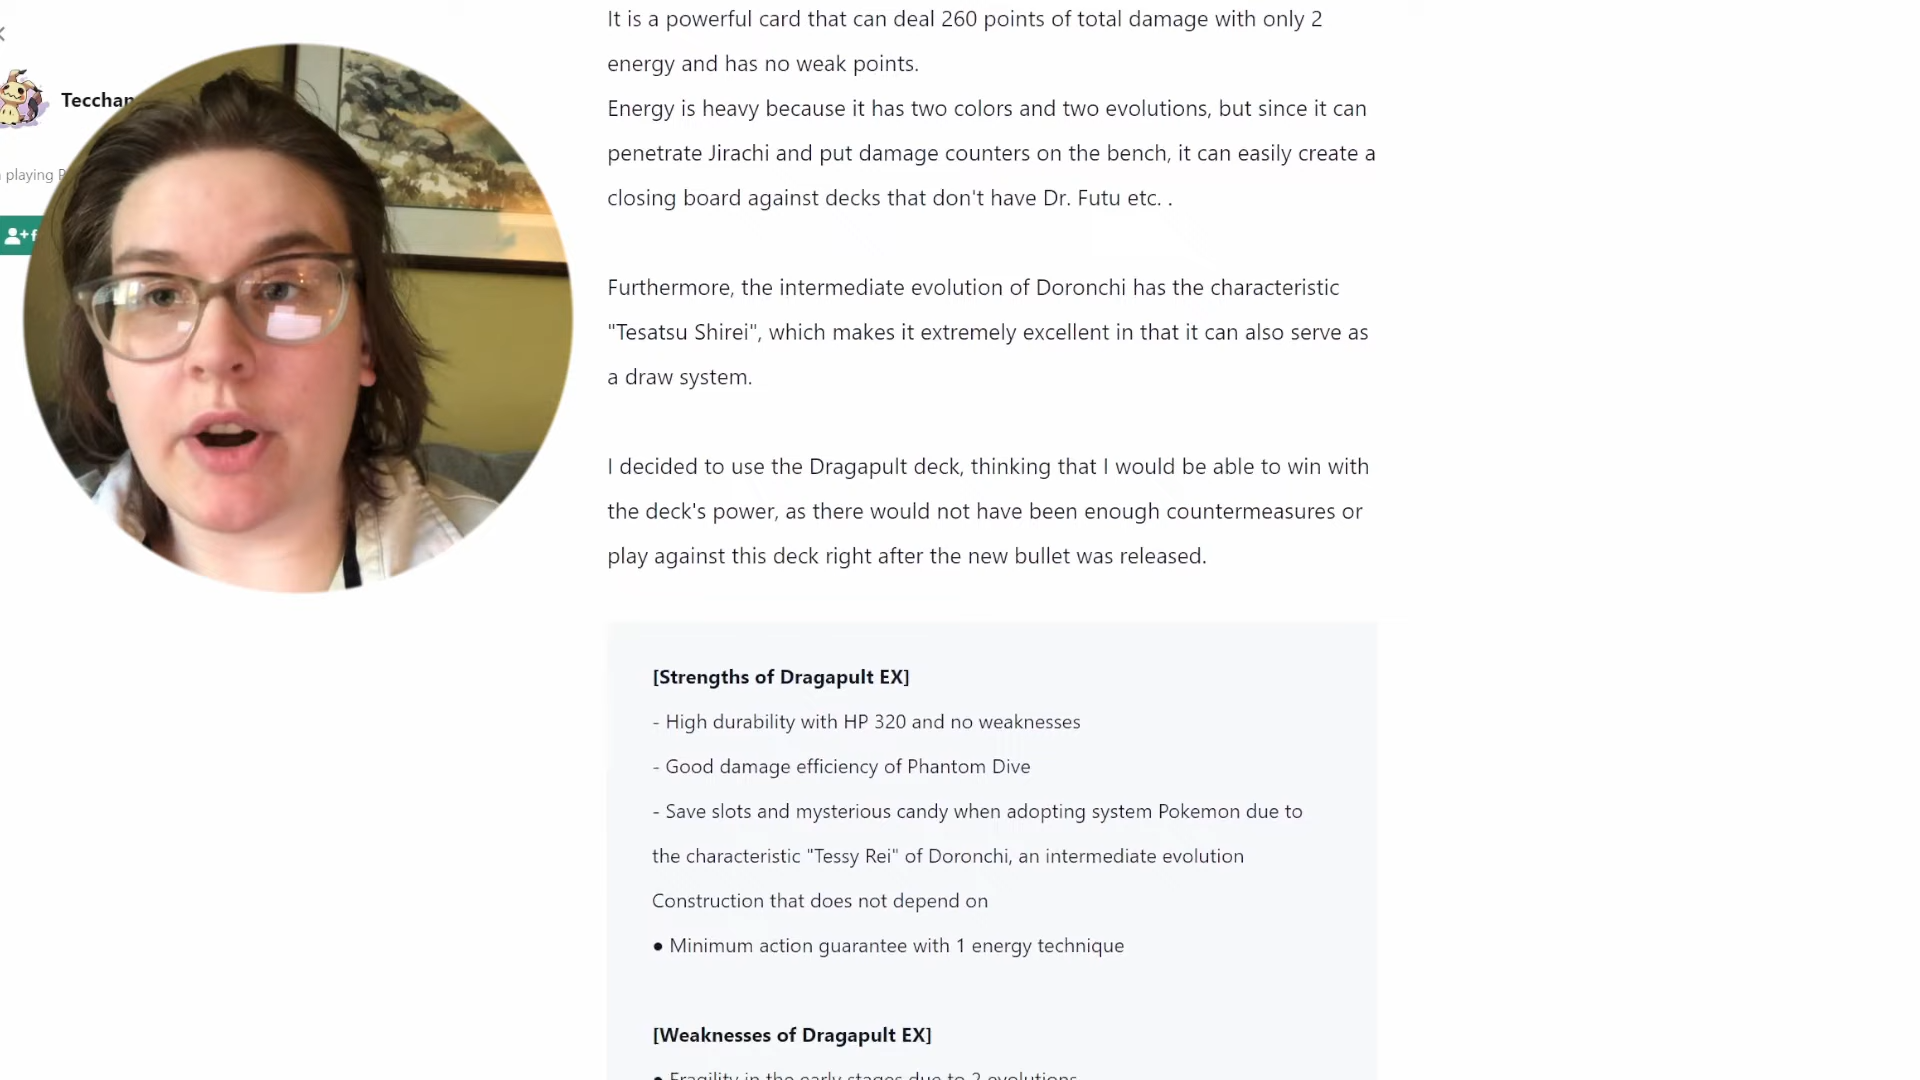 It is a powerful card that can deal 260 points of total damage with only 2
energy and has no weak points.
Energy is heavy because it has two colors and two evolutions, but since it can
penetrate Jirachi and put damage counters on the bench, it can easily create a
closing board against decks that don't have Dr. Futu etc. .
Tecchan
playing
Furthermore, the intermediate evolution of Doronchi has the characteristic
"Tesatsu Shirei", which makes it extremely excellent in that it can also serve as
a draw system.
I decided to use the Dragapult deck, thinking that I would be able to win with
the deck's power, as there would not have been enough countermeasures or
play against this deck right after the new bullet was released.
[Strengths of Dragapult EX]
- High durability with HP 320 and no weaknesses
- Good damage efficiency of Phantom Dive
- Save slots and mysterious candy when adopting system Pokemon due to
the characteristic "Tessy Rei" of Doronchi, an intermediate evolution
Construction that does not depend on
● Minimum action guarantee with 1 energy technique
[Weaknesses of Dragapult EX]
● Fragility in the early stages due to 2 evolutions